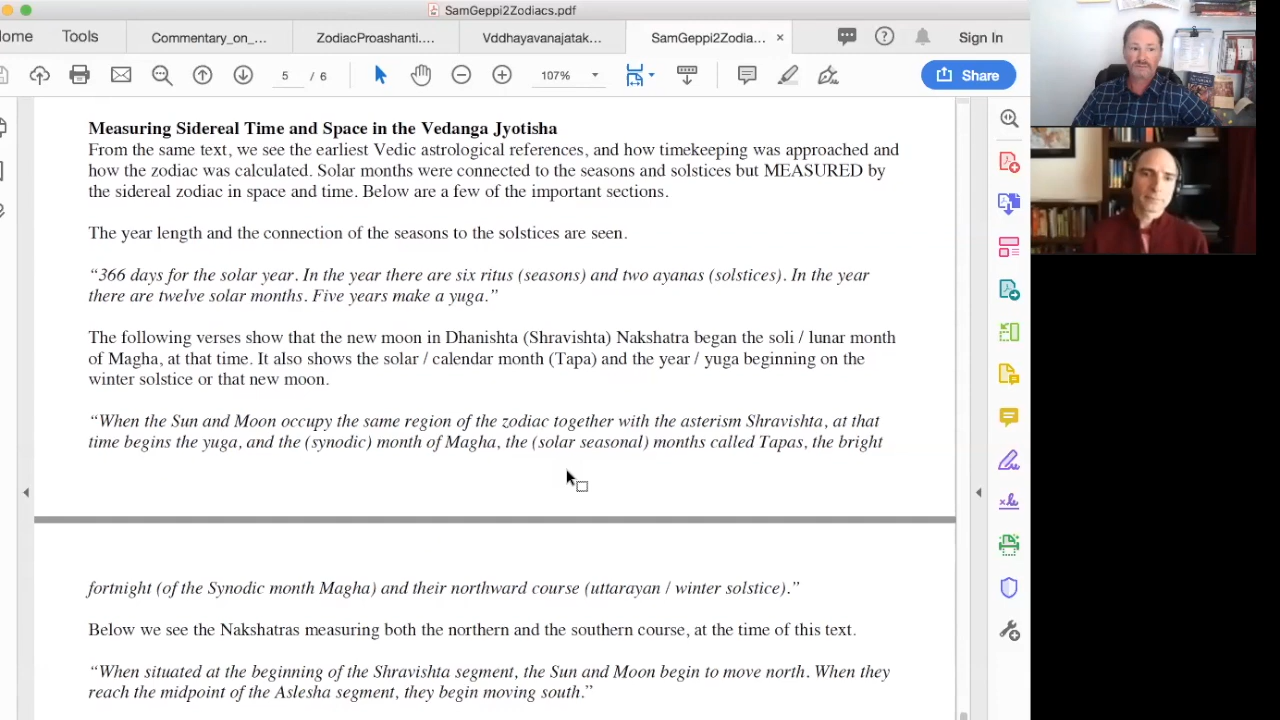 SamGeppi2Zodiacs.pdf
ome
Tools
Commentary_on_...
ZodiacProashanti....
Vridhayavanajatak...
SamGeppi2Zodia...
Sign In
5 / 6
107%
Share
Measuring Sidereal Time and Space in the Vedanga Jyotisha
From the same text, we see the earliest Vedic astrological references, and how timekeeping was approached and
how the zodiac was calculated. Solar months were connected to the seasons and solstices but MEASURED by
the sidereal zodiac in space and time. Below are a few of the important sections.
The year length and the connection of the seasons to the solstices are seen.
“366 days for the solar year. In the year there are six ritus (seasons) and two ayanas (solstices). In the year
there are twelve solar months. Five years make a yuga.”
The following verses show that the new moon in Dhanishta (Shravishta) Nakshatra began the soli / lunar month
of Magha, at that time. It also shows the solar / calendar month (Tapa) and the year / yuga beginning on the
winter solstice or that new moon.
“When the Sun and Moon occupy the same region of the zodiac together with the asterism Shravishta, at that
time begins the yuga, and the (synodic) month of Magha, the (solar seasonal) months called Tapas, the bright
fortnight (of the Synodic month Magha) and their northward course (uttarayan / winter solstice).”
Below we see the Nakshatras measuring both the northern and the southern course, at the time of this text.
“When situated at the beginning of the Shravishta segment, the Sun and Moon begin to move north. When they
reach the midpoint of the Aslesha segment, they begin moving south.”